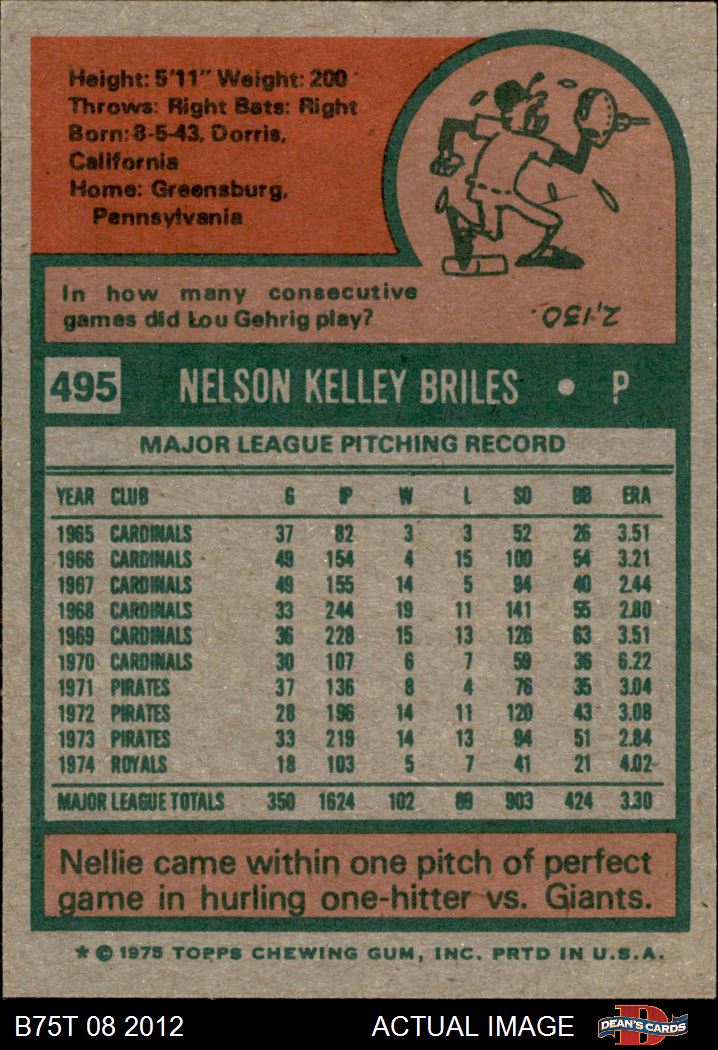 Height: 5'11" Weight: 200
Throws: Right Bats: Right
Born: 8-5-43, Dorris,
California
Home: Greensburg,
Pennsylvania
In how many consecutive
games did Lou Gehrig play?
2,130.
495 NELSON KELLEY BRILES • P
MAJOR LEAGUE PITCHING RECORD
YEAR CLUB G IP W L SO BB ERA
1965 CARDINALS 37 82 3 3 52 26 3.51
1966 CARDINALS 49 154 4 15 100 54 3.21
1967 CARDINALS 49 155 14 5 94 40 2.44
1968 CARDINALS 33 244 19 11 141 55 2.80
1969 CARDINALS 36 228 15 13 126 63 3.51
1970 CARDINALS 30 107 6 7 59 36 6.22
1971 PIRATES 37 136 8 4 76 35 3.04
1972 PIRATES 28 196 14 11 120 43 3.08
1973 PIRATES 33 219 14 13 94 51 2.84
1974 ROYALS 18 103 5 7 41 21 4.02
MAJOR LEAGUE TOTALS 350 1624 102 89 903 424 3.30
Nellie came within one pitch of perfect
game in hurling one-hitter vs. Giants.
* © 1975 TOPPS CHEWING GUM, INC. PRTD IN U.S.A.
B75T 08 2012 ACTUAL IMAGE DEAN'S CARDS